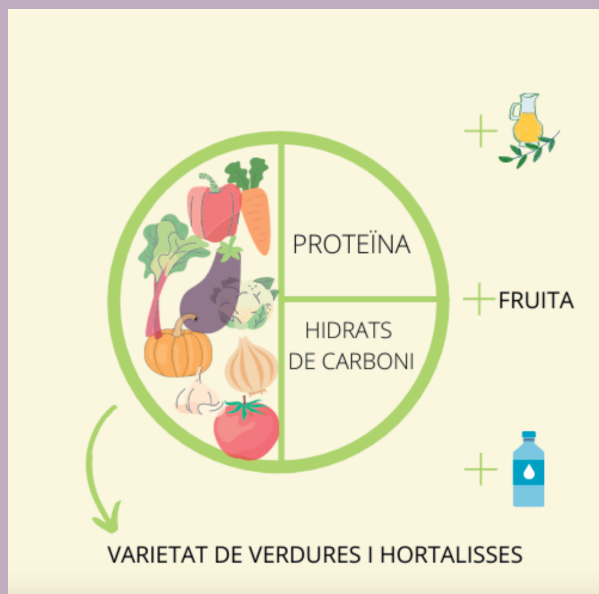 PROTEÏNA
HIDRATS
DE CARBONI
FRUITA
VARIETAT DE VERDURES I HORTALISSES